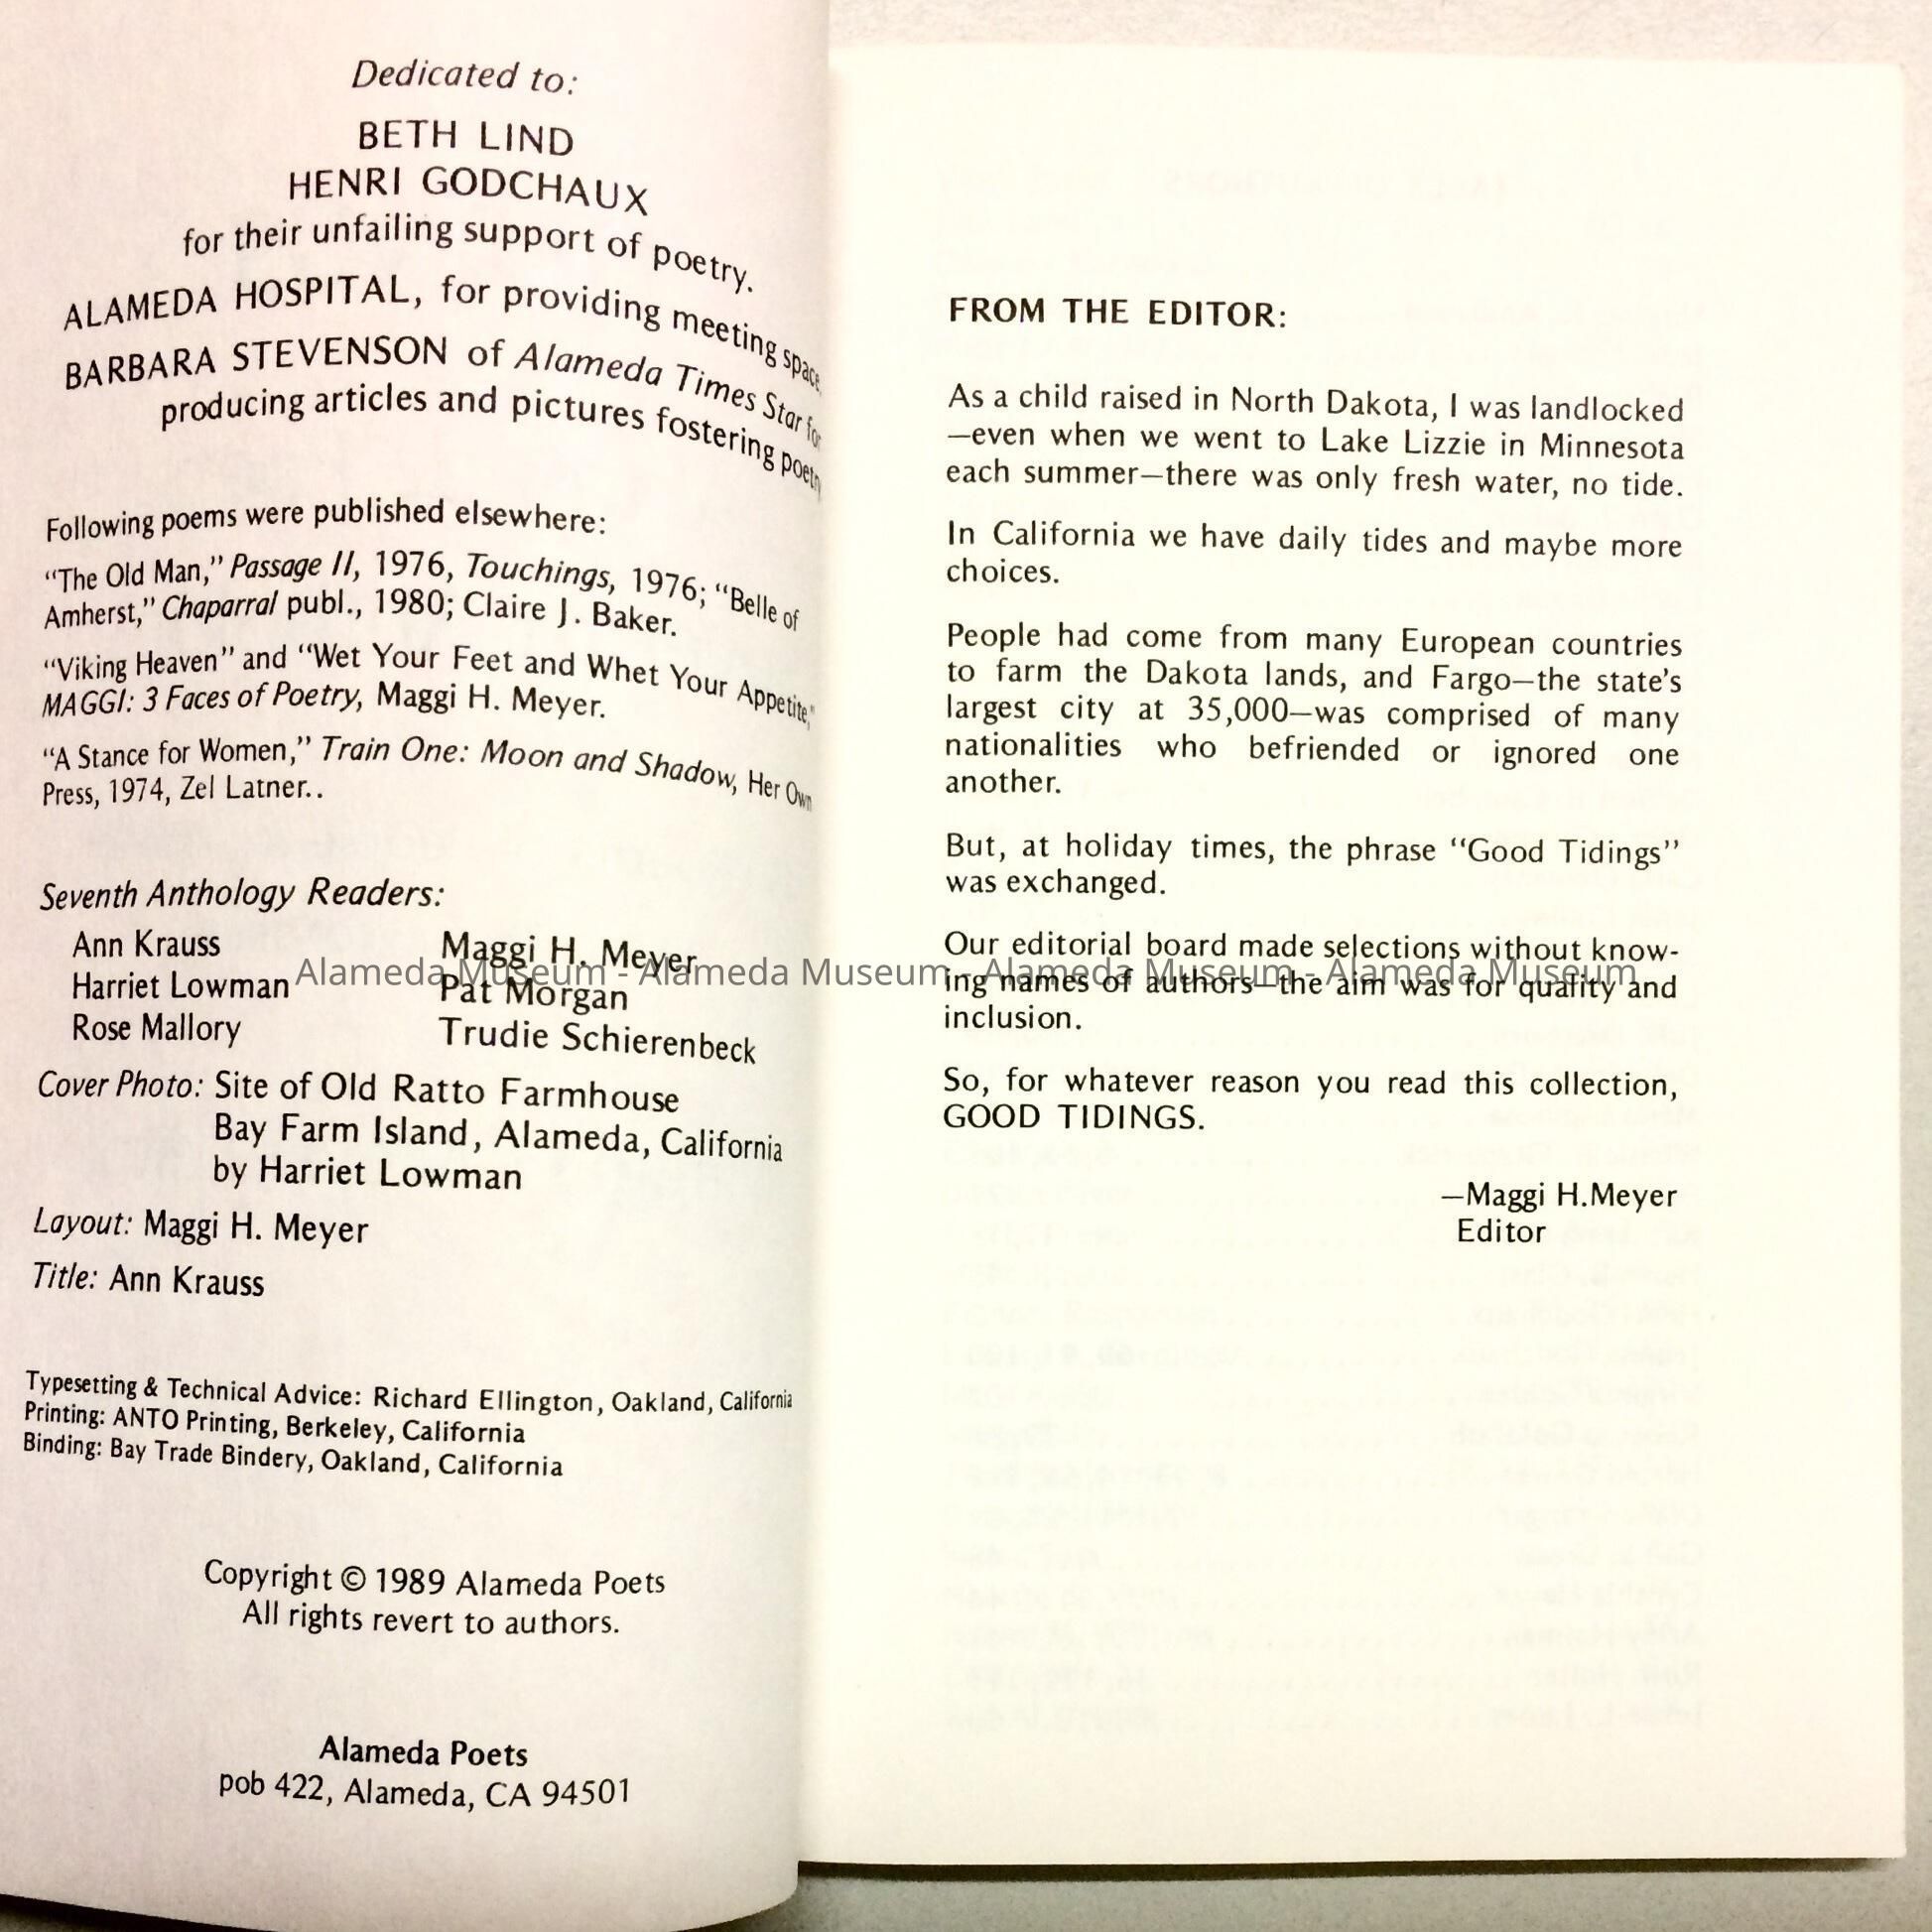 Dedicated to:
BETH LIND
HENRI GODCHAUX
for their unfailing support of poetry.
ALAMEDA HOSPITAL, for providing meeting space.
BARBARA STEVENSON of Alameda Times Star for
producing articles and pictures fostering poetry
Following poems were published elsewhere:
“The Old Man,” Passage II, 1976, Touchings, 1976; “Belle of
Amherst,” Chaparral publ., 1980; Claire J. Baker.
“Viking Heaven” and “Wet Your Feet and Whet Your Appetite,”
MAGGI: 3 Faces of Poetry, Maggi H. Meyer.
“A Stance for Women,” Train One: Moon and Shadow, Her Own
Press, 1974, Zel Latner..
Seventh Anthology Readers:
Ann Krauss Maggi H. Meyer
Harriet Lowman Pat Morgan
Rose Mallory Trudie Schierenbeck
Cover Photo: Site of Old Ratto Farmhouse
Bay Farm Island, Alameda, California
by Harriet Lowman
Layout: Maggi H. Meyer
Title: Ann Krauss
Typesetting & Technical Advice: Richard Ellington, Oakland, California
Printing: ANTO Printing, Berkeley, California
Binding: Bay Trade Bindery, Oakland, California
Copyright © 1989 Alameda Poets
All rights revert to authors.
Alameda Poets
pob 422, Alameda, CA 94501
FROM THE EDITOR:
As a child raised in North Dakota, I was landlocked
—even when we went to Lake Lizzie in Minnesota
each summer—there was only fresh water, no tide.
In California we have daily tides and maybe more
choices.
People had come from many European countries
to farm the Dakota lands, and Fargo—the state’s
largest city at 35,000—was comprised of many
nationalities who befriended or ignored one
another.
But, at holiday times, the phrase “Good Tidings”
was exchanged.
Our editorial board made selections without know-
ing names of authors—the aim was for quality and
inclusion.
So, for whatever reason you read this collection,
GOOD TIDINGS.
—Maggi H.Meyer
Editor
Alameda Museum - Alameda Museum - Alameda Museum - Alameda Museum